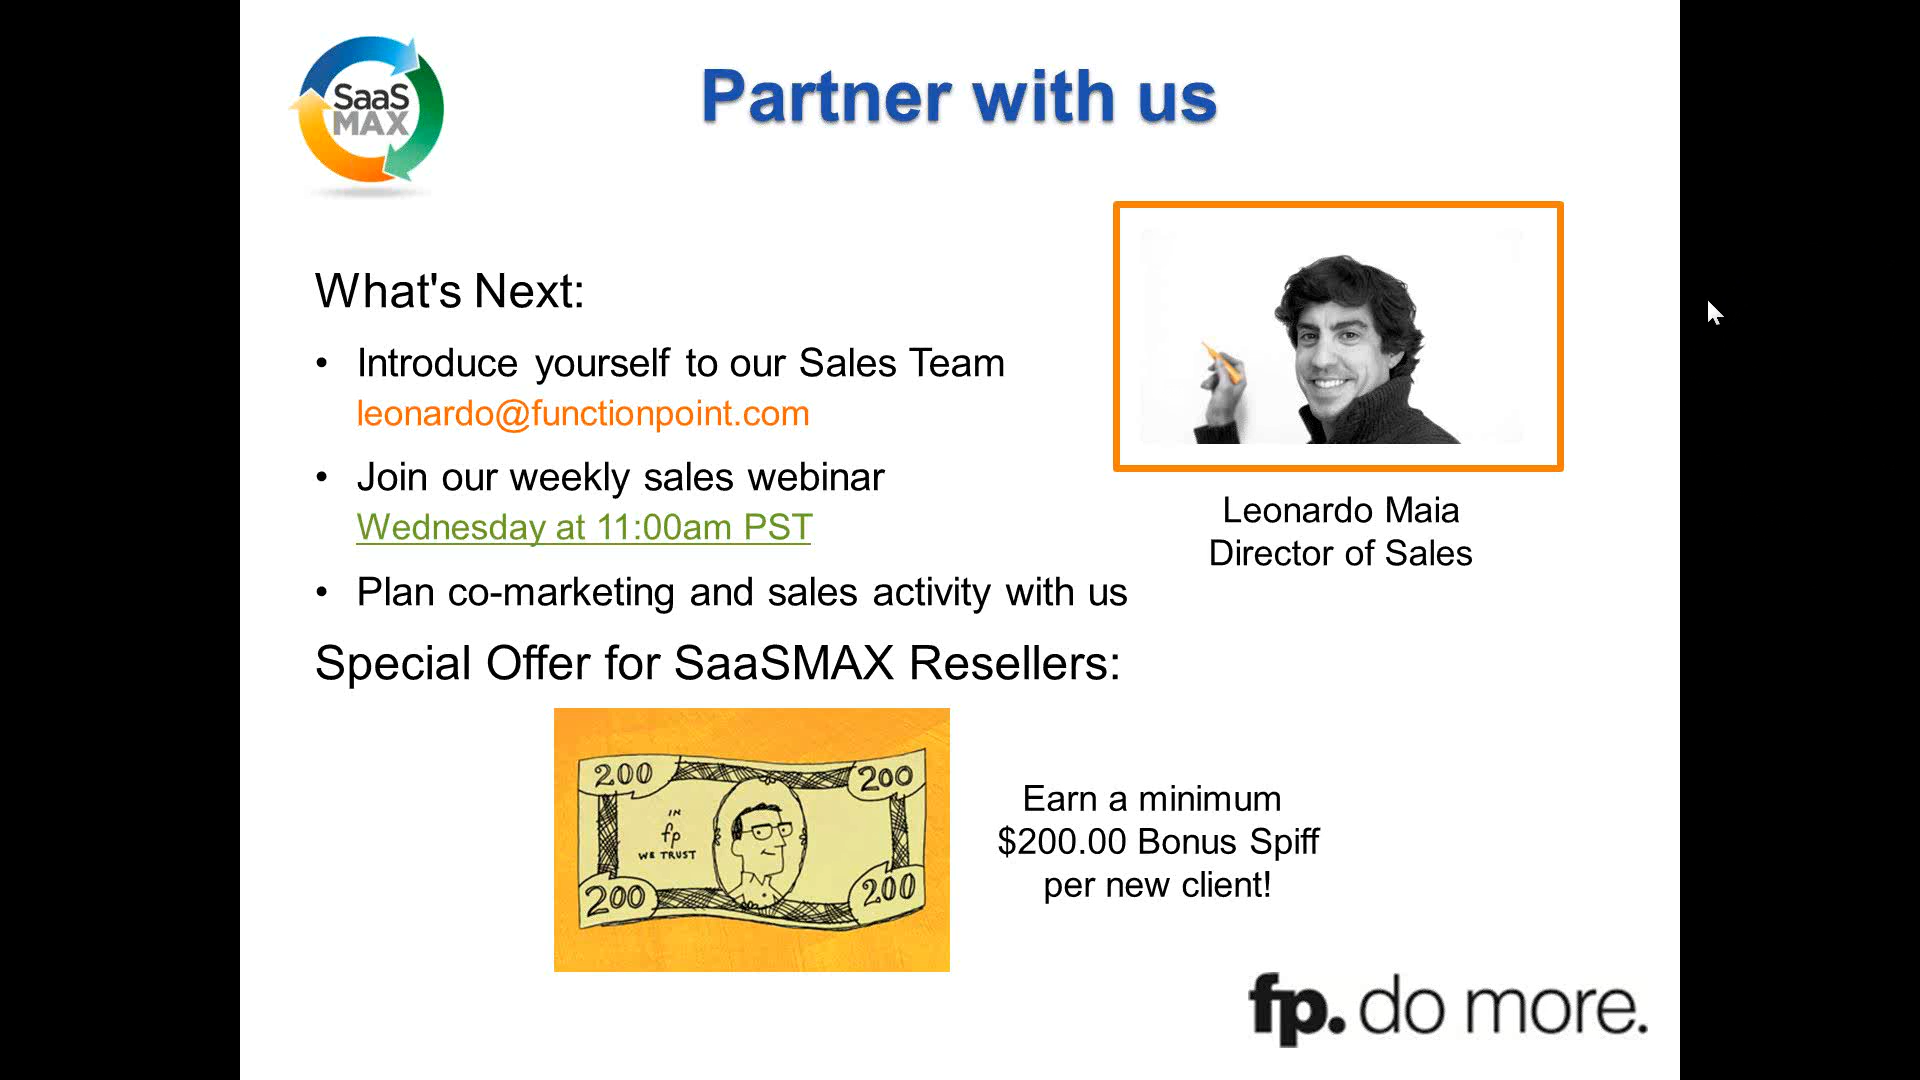 SaaS
MAX
Partner with us
What's Next:
• Introduce yourself to our Sales Team
leonardo@functionpoint.com
• Join our weekly sales webinar
Wednesday at 11:00am PST
• Plan co-marketing and sales activity with us
Leonardo Maia
Director of Sales
Special Offer for SaaSMAX Resellers:
200
200
IN
fp
WE TRUST
200
200
Earn a minimum
$200.00 Bonus Spiff
per new client!
fp. do more.